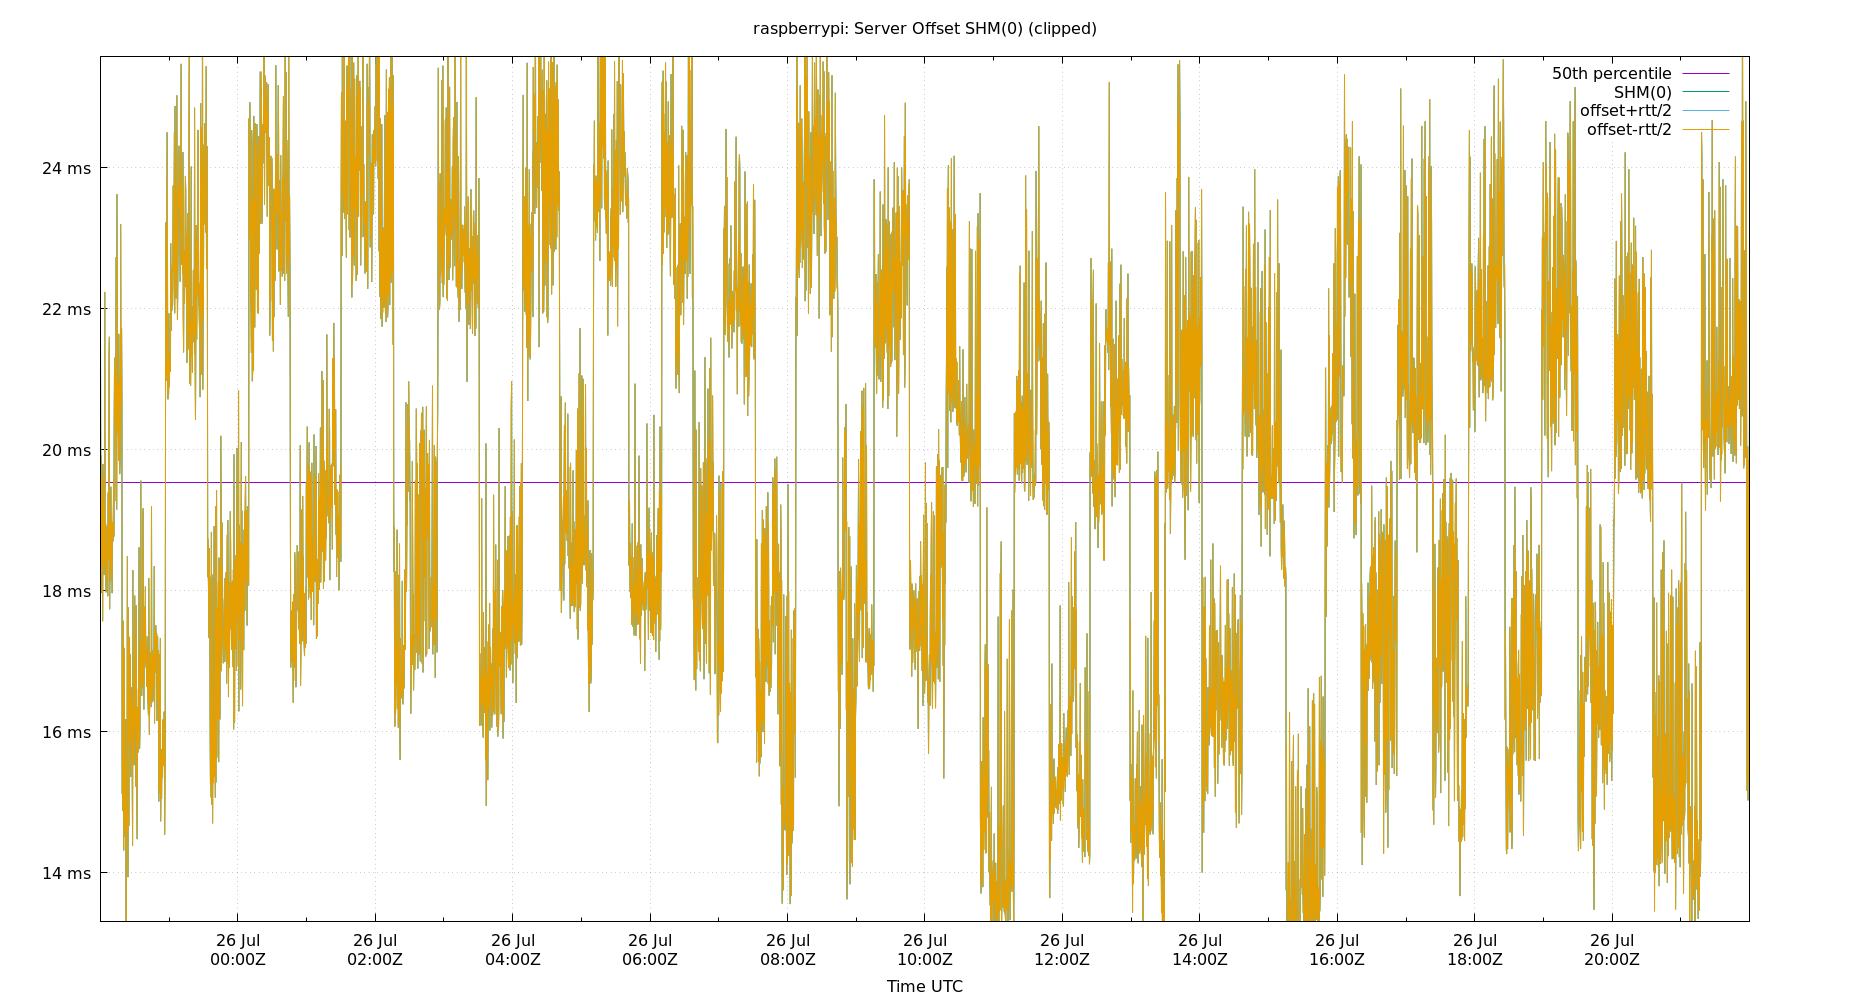 raspberrypi: Server Offset SHM(0) (clipped)
50th percentile
SHM(0)
offset+rtt/2
offset-rtt/2
24 ms
22 ms
20 ms
18 ms
16 ms
14 ms
26 Jul 26 Jul 26 Jul 26 Jul 26 Jul 26 Jul 26 Jul 26 Jul 26 Jul 26 Jul 26 Jul
00:00Z 02:00Z 04:00Z 06:00Z 08:00Z 10:00Z 12:00Z 14:00Z 16:00Z 18:00Z 20:00Z
Time UTC